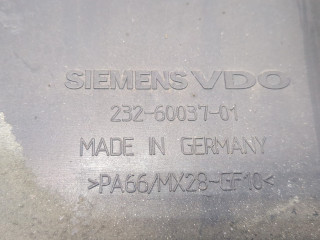 SIEMENS VDO
232-60037-01
MADE IN GERMANY
>PA66/MX28-GF10<